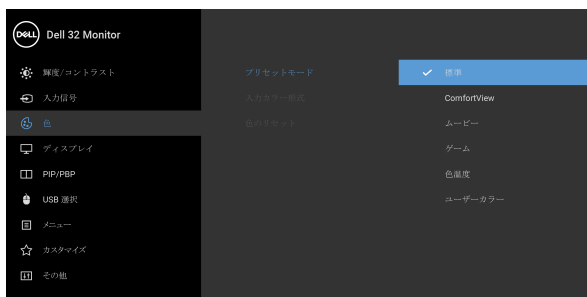 DELL Dell 32 Monitor
輝度/コントラスト
入力信号
色
ディスプレイ
PIP/PBP
USB 選択
メニュー
カスタマイズ
その他
プリセットモード
入力カラー形式
色のリセット
標準
ComfortView
ムービー
ゲーム
色温度
ユーザーカラー